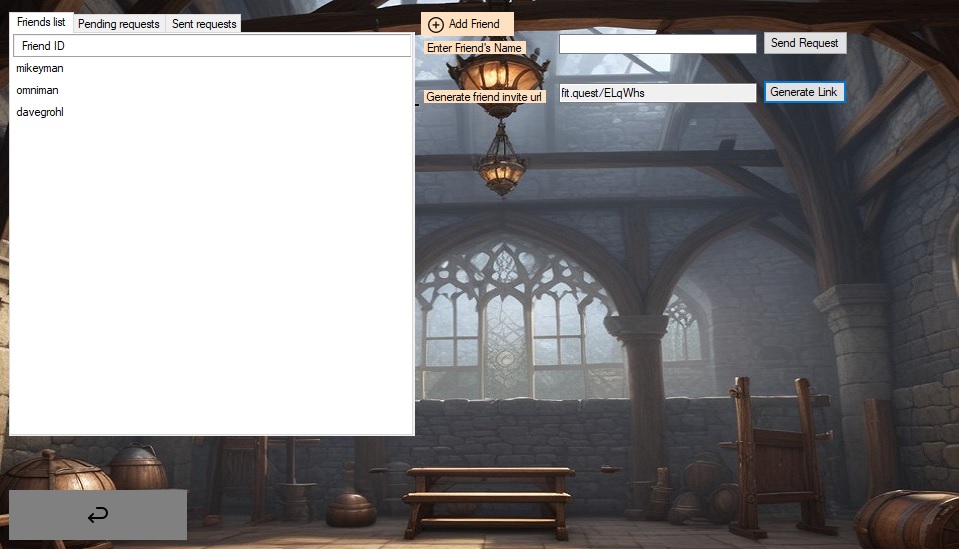 Friends list
Pending requests
Sent requests
Friend ID
mikeyman
omniman
davegrohl
Add Friend
Enter Friend's Name
Send Request
Generate friend invite url
fit.quest/ELqWhs
Generate Link